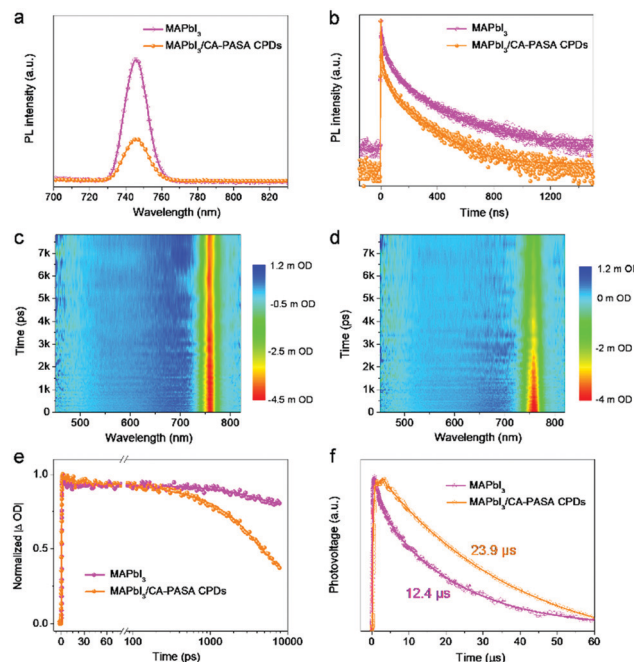 a
MAPbI3
MAPbI3/CA-PASA CPDs
PL intensity (a.u.)
700 720 740 760 780 800 820
Wavelength (nm)
b
MAPbI3
MAPbI3/CA-PASA CPDs
PL intensity (a.u.)
0 400 800 1200
Time (ns)
c
7k
6k
5k
4k
3k
2k
1k
0
Time (ps)
500 600 700 800
Wavelength (nm)
1.2 m OD
-0.5 m OD
-2.5 m OD
-4.5 m OD
d
7k
6k
5k
4k
3k
2k
1k
0
Time (ps)
500 600 700 800
Wavelength (nm)
1.2 m OD
0 m OD
-2 m OD
-4 m OD
e
1.0
0.5
0.0
Normalized |Δ OD|
MAPbI3
MAPbI3/CA-PASA CPDs
0 30 60 100 1000 10000
Time (ps)
f
MAPbI3
MAPbI3/CA-PASA CPDs
23.9 µs
12.4 µs
Photovoltage (a.u.)
0 10 20 30 40 50 60
Time (µs)